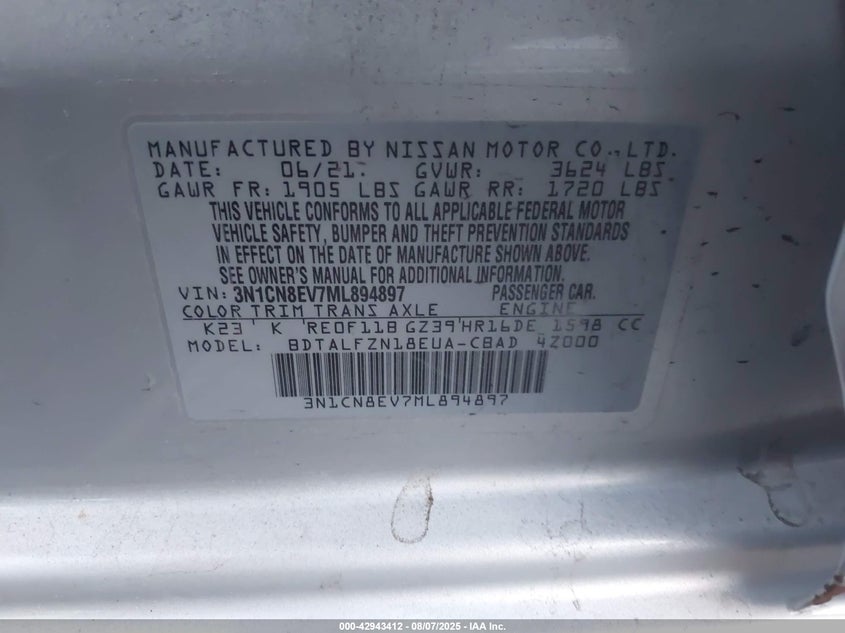 MANUFACTURED BY NISSAN MOTOR CO., LTD.
DATE: 06/21. GVWR: 3624 LBS
GAWR FR: 1905 LBS GAWR RR: 1720 LBS
THIS VEHICLE CONFORMS TO ALL APPLICABLE FEDERAL MOTOR
VEHICLE SAFETY, BUMPER AND THEFT PREVENTION STANDARDS
IN EFFECT ON THE DATE OF MANUFACTURE SHOWN ABOVE.
SEE OWNER'S MANUAL FOR ADDITIONAL INFORMATION.
VIN: 3N1CN8EV7ML894897 PASSENGER CAR.
COLOR TRIM TRANS AXLE ENGINE
K23 K RE0F11B GZ39 HR16DE 1598 CC
MODEL: BDTALFZN18EUA-CBAD 4Z000
3N1CN8EV7ML894897
000-42943412 - 08/07/2025 - IAA Inc.